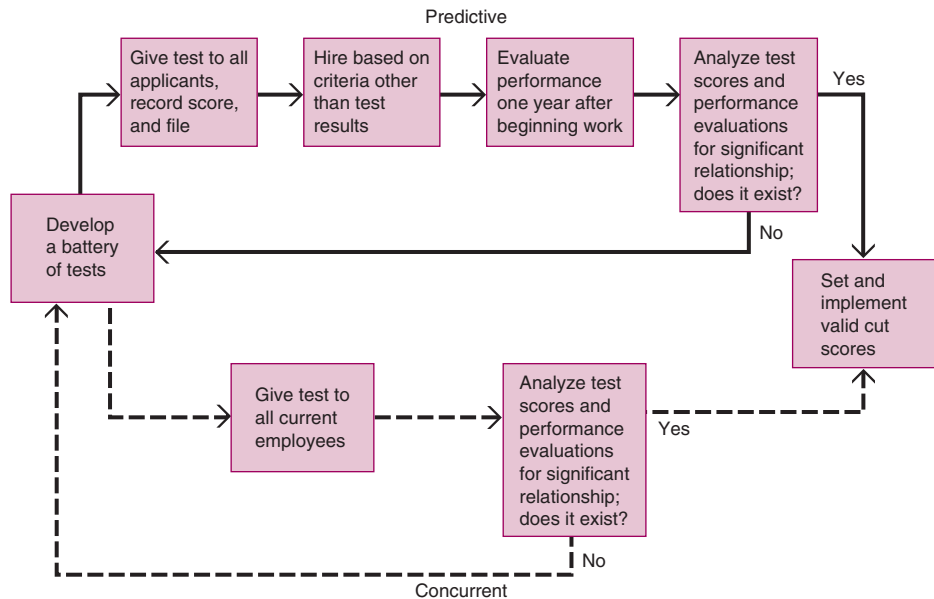 Predictive
Give test to all
applicants,
record score,
and file
Hire based on
criteria other
than test
results
Evaluate
performance
one year after
beginning work
Analyze test
scores and
performance
evaluations
for significant
relationship;
does it exist?
Yes
No
Develop
a battery
of tests
Set and
implement
valid cut
scores
Give test to
all current
employees
Analyze test
scores and
performance
evaluations
for significant
relationship;
does it exist?
Yes
No
Concurrent